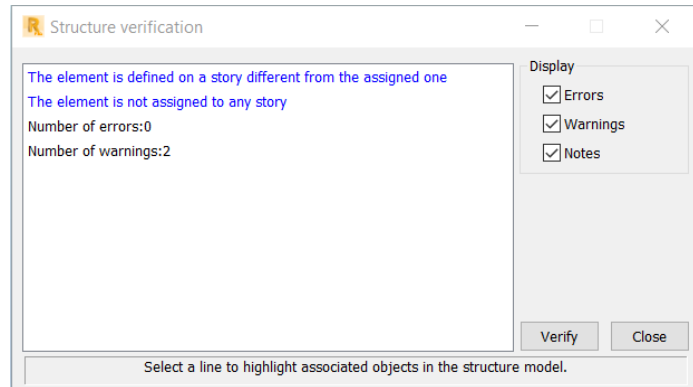 Structure verification
The element is defined on a story different from the assigned one
The element is not assigned to any story
Number of errors:0
Number of warnings:2
Display
Errors
Warnings
Notes
Verify
Close
Select a line to highlight associated objects in the structure model.